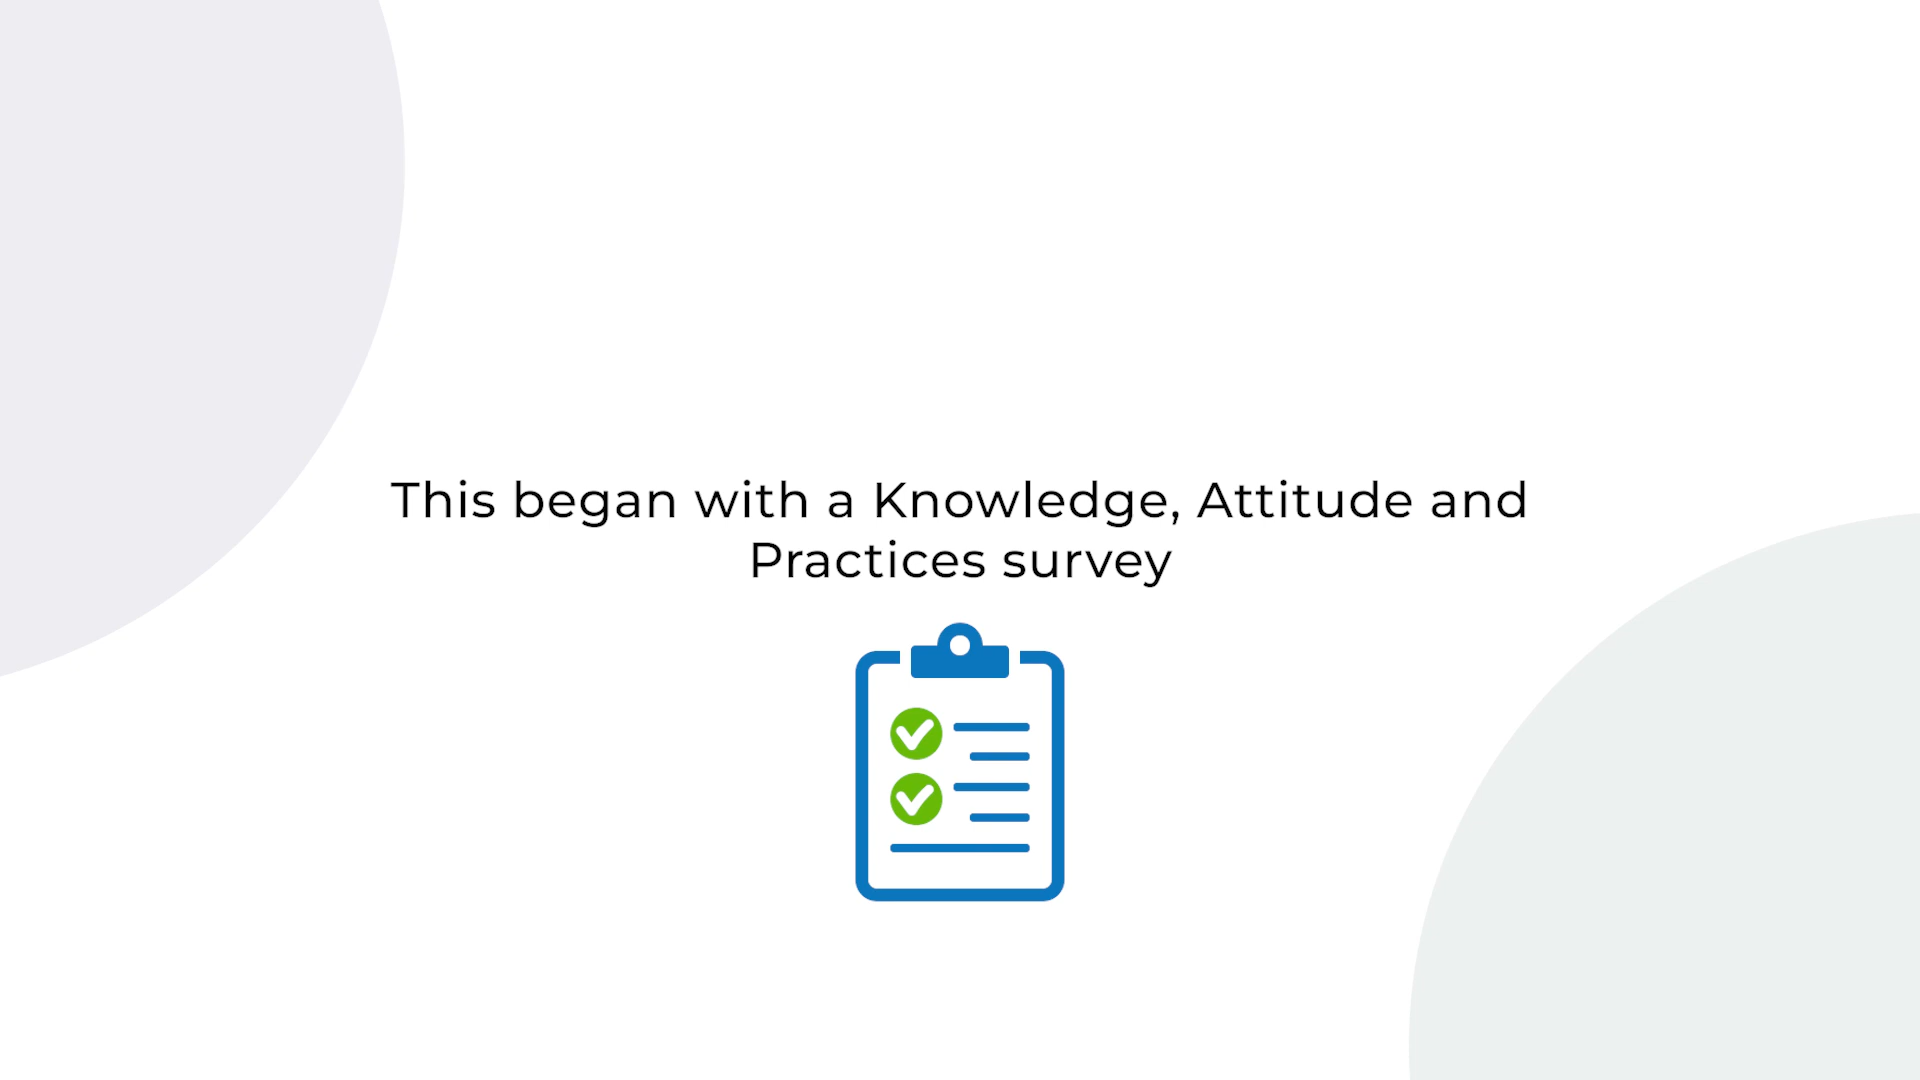 This began with a Knowledge, Attitude and
Practices survey